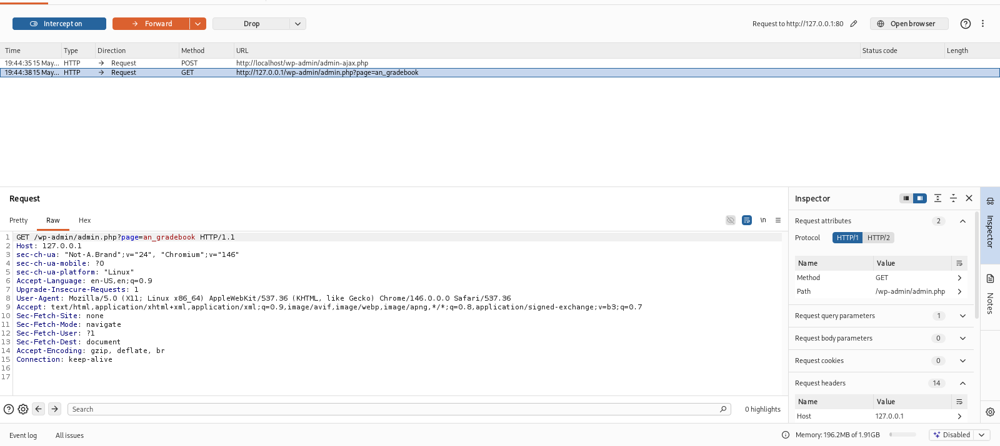 Intercept on
Forward
Drop
Request to http://127.0.0.1:80
Open browser
Time Type Direction Method URL Status code Length
19:44:35 15 May... HTTP Request POST http://localhost/wp-admin/admin-ajax.php
19:44:38 15 May... HTTP Request GET http://127.0.0.1/wp-admin/admin.php?page=an_gradebook
Request
Pretty Raw Hex
\n
1 GET /wp-admin/admin.php?page=an_gradebook HTTP/1.1
2 Host: 127.0.0.1
3 sec-ch-ua: "Not-A.Brand";v="24", "Chromium";v="146"
4 sec-ch-ua-mobile: ?0
5 sec-ch-ua-platform: "Linux"
6 Accept-Language: en-US,en;q=0.9
7 Upgrade-Insecure-Requests: 1
8 User-Agent: Mozilla/5.0 (X11; Linux x86_64) AppleWebKit/537.36 (KHTML, like Gecko) Chrome/146.0.0.0 Safari/537.36
9 Accept: text/html,application/xhtml+xml,application/xml;q=0.9,image/avif,image/webp,image/apng,*/*;q=0.8,application/signed-exchange;v=b3;q=0.7
10 Sec-Fetch-Site: none
11 Sec-Fetch-Mode: navigate
12 Sec-Fetch-User: ?1
13 Sec-Fetch-Dest: document
14 Accept-Encoding: gzip, deflate, br
15 Connection: keep-alive
16
17
Search
0 highlights
Inspector
Request attributes 2
Protocol HTTP/1 HTTP/2
Name Value
Method GET
Path /wp-admin/admin.php
Request query parameters 1
Request body parameters 0
Request cookies 0
Request headers 14
Name Value
Host 127.0.0.1
Inspector
Notes
Event log All issues
Memory: 196.2MB of 1.91GB
Disabled